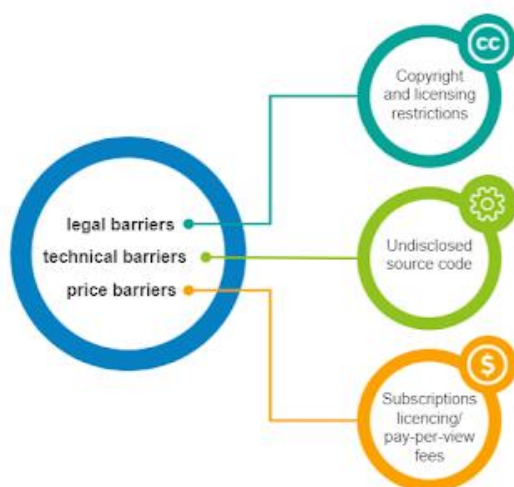 legal barriers
technical barriers
price barriers
cc
Copyright
and licensing
restrictions
Undisclosed
source code
$
Subscriptions
licencing/
pay-per-view
fees